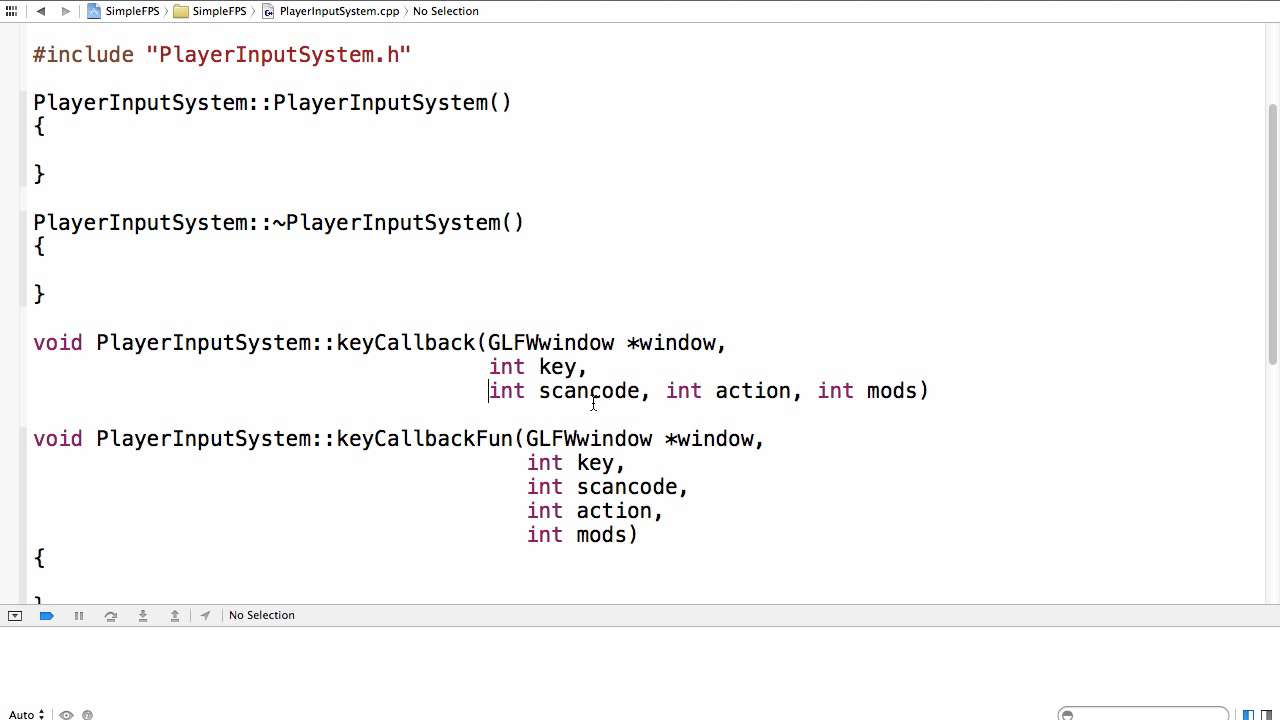 SimpleFPS SimpleFPS PlayerInputSystem.cpp No Selection
#include "PlayerInputSystem.h"
PlayerInputSystem::PlayerInputSystem()
{
}
PlayerInputSystem::~PlayerInputSystem()
{
}
void PlayerInputSystem::keyCallback(GLFWwindow *window,
int key,
int scancode, int action, int mods)
void PlayerInputSystem::keyCallbackFun(GLFWwindow *window,
int key,
int scancode,
int action,
int mods)
{
}
No Selection
Auto